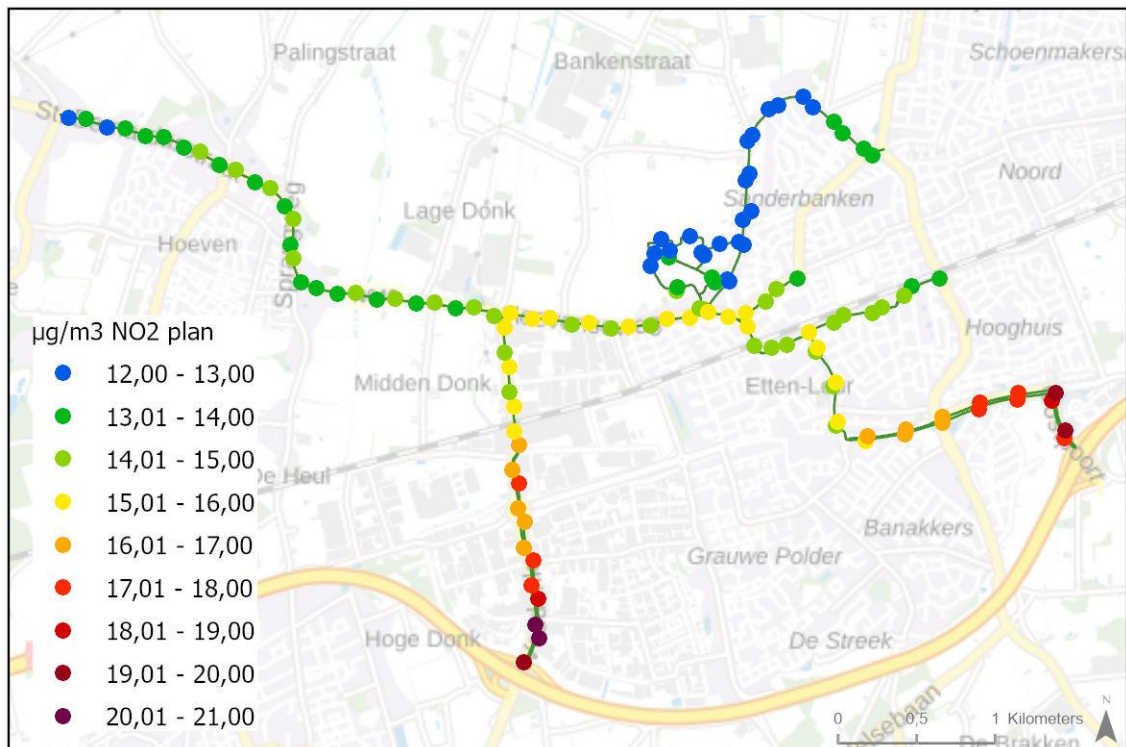 Palingstraat
Bankenstraat
Schoenmakers
Noord
Sanderbanken
Lage Donk
Hoeven
Hooghuis
µg/m3 NO2 plan
12,00 - 13,00
13,01 - 14,00
14,01 - 15,00
15,01 - 16,00
16,01 - 17,00
17,01 - 18,00
18,01 - 19,00
19,01 - 20,00
20,01 - 21,00
Midden Donk
Etten-Leur
De Heul
Banakkers
Grauwe Polder
Hoge Donk
De Streek
De Brakken
N
0 0,5 1 Kilometers